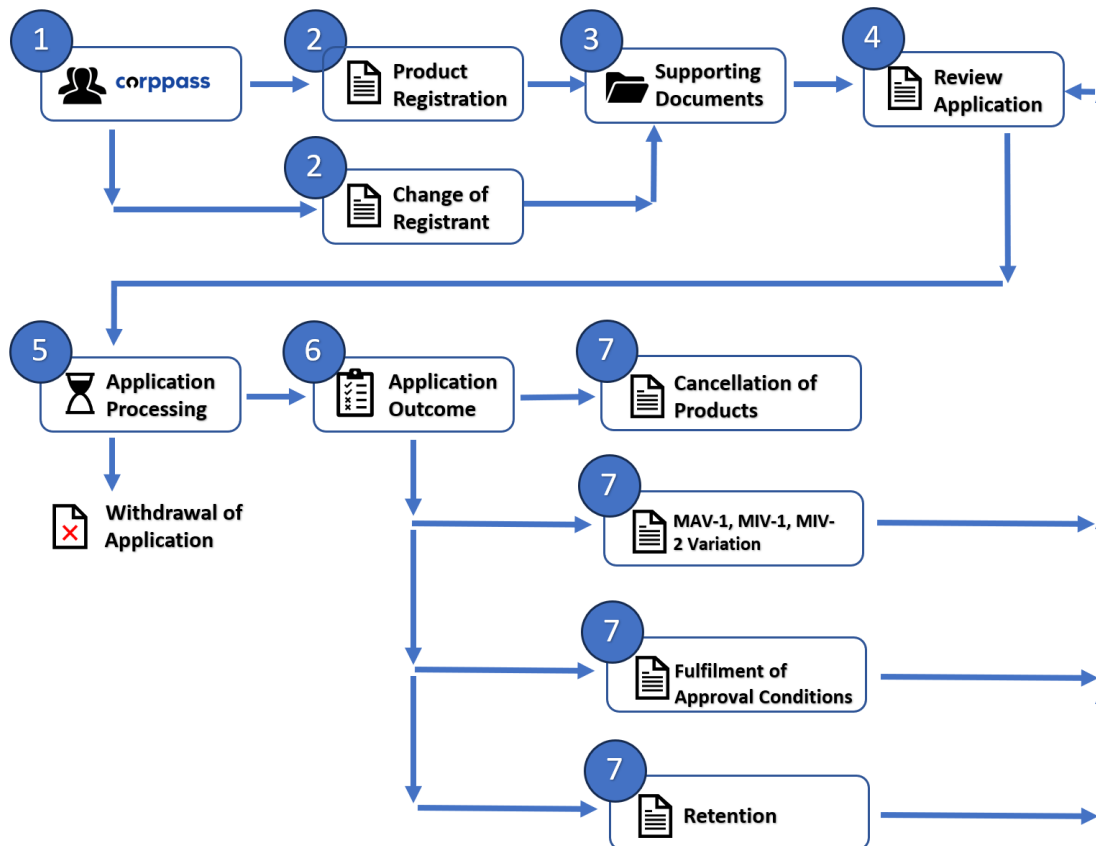 1
corppass
2
Product
Registration
3
Supporting
Documents
4
Review
Application
2
Change of
Registrant
5
Application
Processing
6
Application
Outcome
7
Cancellation of
Products
Withdrawal of
Application
7
MAV-1, MIV-1, MIV-
2 Variation
7
Fulfilment of
Approval Conditions
7
Retention